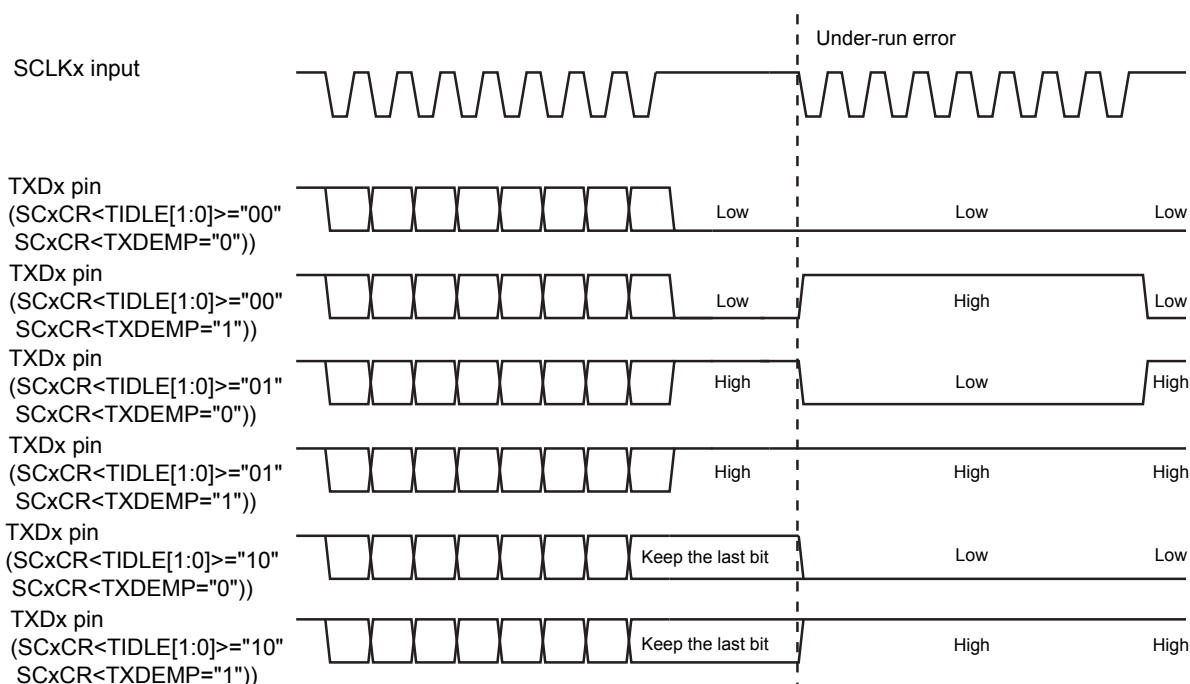 Under-run error
SCLKx input
TXDx pin
(SCxCR<TIDLE[1:0]>="00"
SCxCR<TXDEMP="0"))
Low
Low
Low
TXDx pin
(SCxCR<TIDLE[1:0]>="00"
SCxCR<TXDEMP="1"))
Low
High
Low
TXDx pin
(SCxCR<TIDLE[1:0]>="01"
SCxCR<TXDEMP="0"))
High
Low
High
TXDx pin
(SCxCR<TIDLE[1:0]>="01"
SCxCR<TXDEMP="1"))
High
High
High
TXDx pin
(SCxCR<TIDLE[1:0]>="10"
SCxCR<TXDEMP="0"))
Keep the last bit
Low
Low
TXDx pin
(SCxCR<TIDLE[1:0]>="10"
SCxCR<TXDEMP="1"))
Keep the last bit
High
High